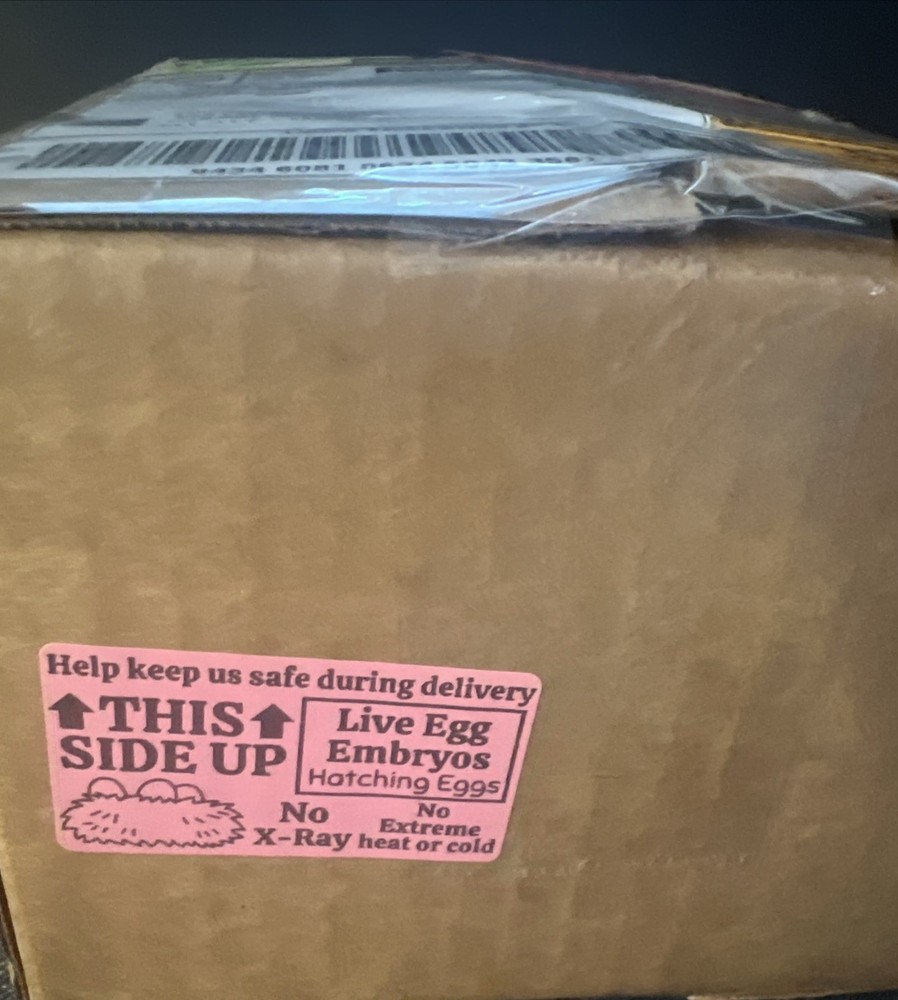 Help keep us safe during delivery
THIS
SIDE UP
Live Egg
Embryos
Hatching Eggs
No
X-Ray
No
Extreme
heat or cold